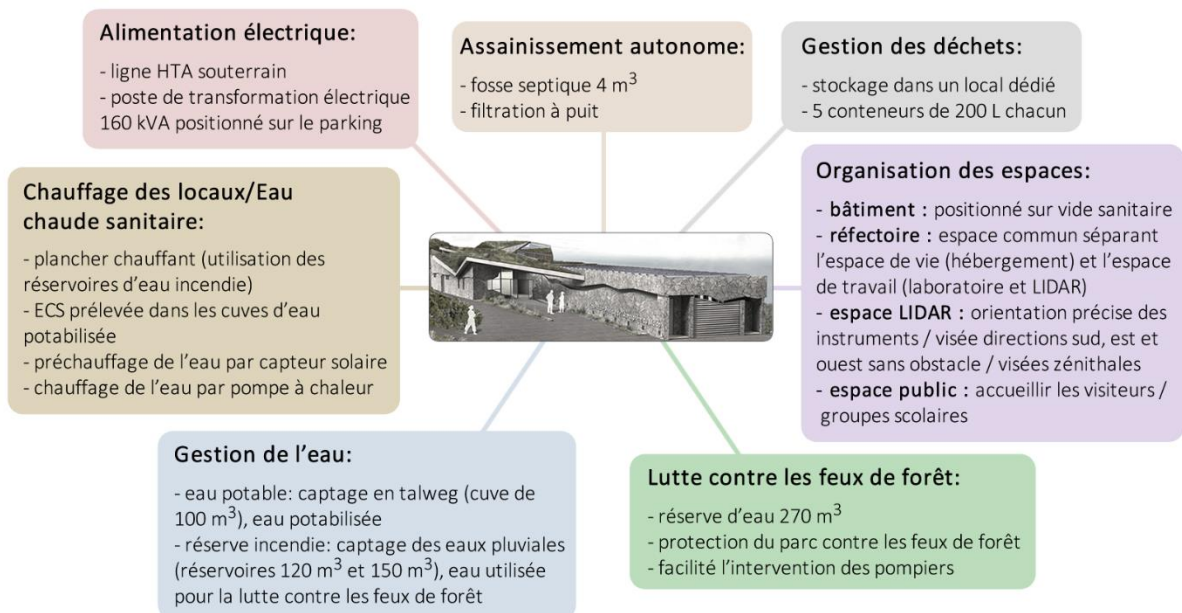 Alimentation électrique:
- ligne HTA souterrain
- poste de transformation électrique
160 kVA positionné sur le parking
Assainissement autonome:
- fosse septique 4 m³
- filtration à puit
Gestion des déchets:
- stockage dans un local dédié
- 5 conteneurs de 200 L chacun
Chauffage des locaux/Eau
chaude sanitaire:
- plancher chauffant (utilisation des
réservoires d'eau incendie)
- ECS prélevée dans les cuves d'eau
potabilisée
- préchauffage de l'eau par capteur solaire
- chauffage de l'eau par pompe à chaleur
Organisation des espaces:
- bâtiment : positionné sur vide sanitaire
- réfectoire : espace commun séparant
l'espace de vie (hébergement) et l'espace
de travail (laboratoire et LIDAR)
- espace LIDAR : orientation précise des
instruments / visée directions sud, est et
ouest sans obstacle / visées zénithales
- espace public : accueillir les visiteurs /
groupes scolaires
Gestion de l'eau:
- eau potable: captage en talweg (cuve de
100 m³), eau potabilisée
- réserve incendie: captage des eaux pluviales
(réservoirs 120 m³ et 150 m³), eau utilisée
pour la lutte contre les feux de forêt
Lutte contre les feux de forêt:
- réserve d'eau 270 m³
- protection du parc contre les feux de forêt
- facilité l'intervention des pompiers